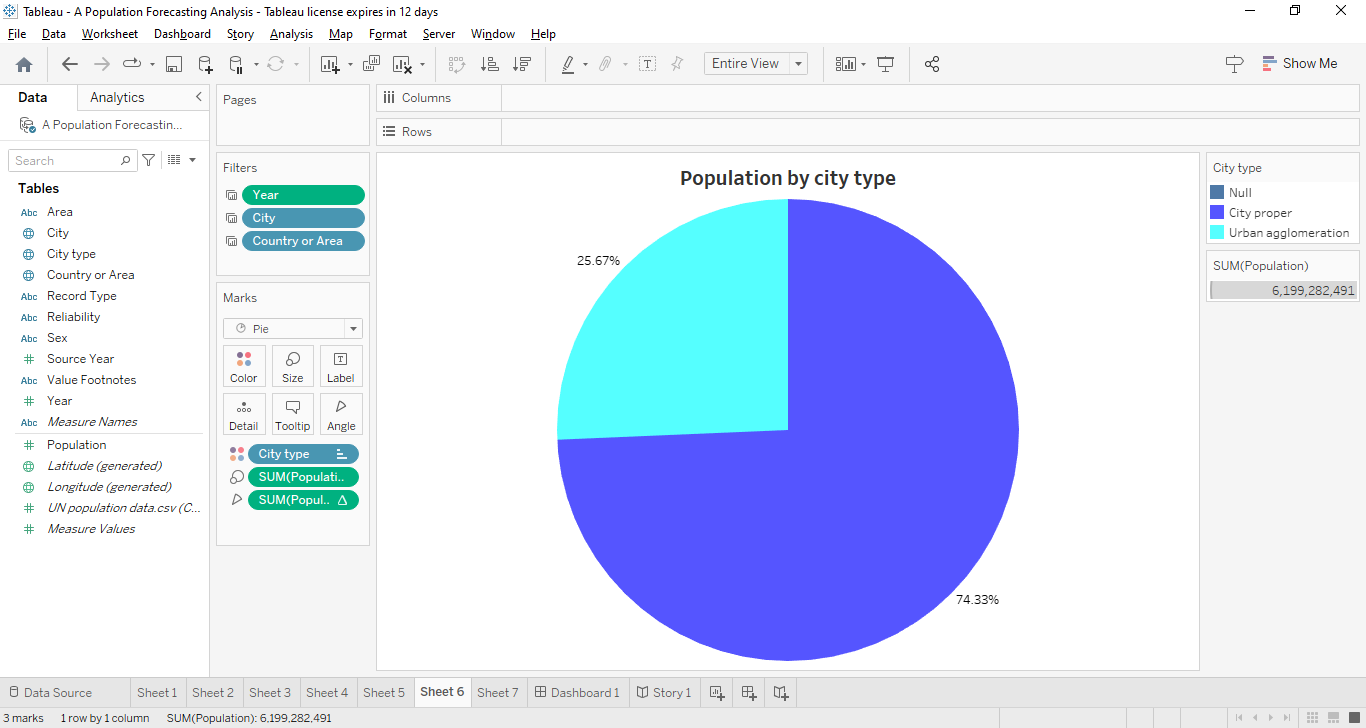 Tableau - A Population Forecasting Analysis - Tableau license expires in 12 days
File Data Worksheet Dashboard Story Analysis Map Format Server Window Help
Entire View
Show Me
Data Analytics
A Population Forecastin...
Search
Tables
Abc Area
City
City type
Country or Area
Abc Record Type
Abc Reliability
Abc Sex
# Source Year
Abc Value Footnotes
# Year
Abc Measure Names
# Population
Latitude (generated)
Longitude (generated)
# UN population data.csv (C...
# Measure Values
Pages
Filters
Year
City
Country or Area
Marks
Pie
Color Size Label
Detail Tooltip Angle
City type
SUM(Populati..
SUM(Popul.. Δ
Columns
Rows
Population by city type
25.67%
74.33%
City type
Null
City proper
Urban agglomeration
SUM(Population)
6,199,282,491
Data Source Sheet 1 Sheet 2 Sheet 3 Sheet 4 Sheet 5 Sheet 6 Sheet 7 Dashboard 1 Story 1
3 marks 1 row by 1 column SUM(Population): 6,199,282,491